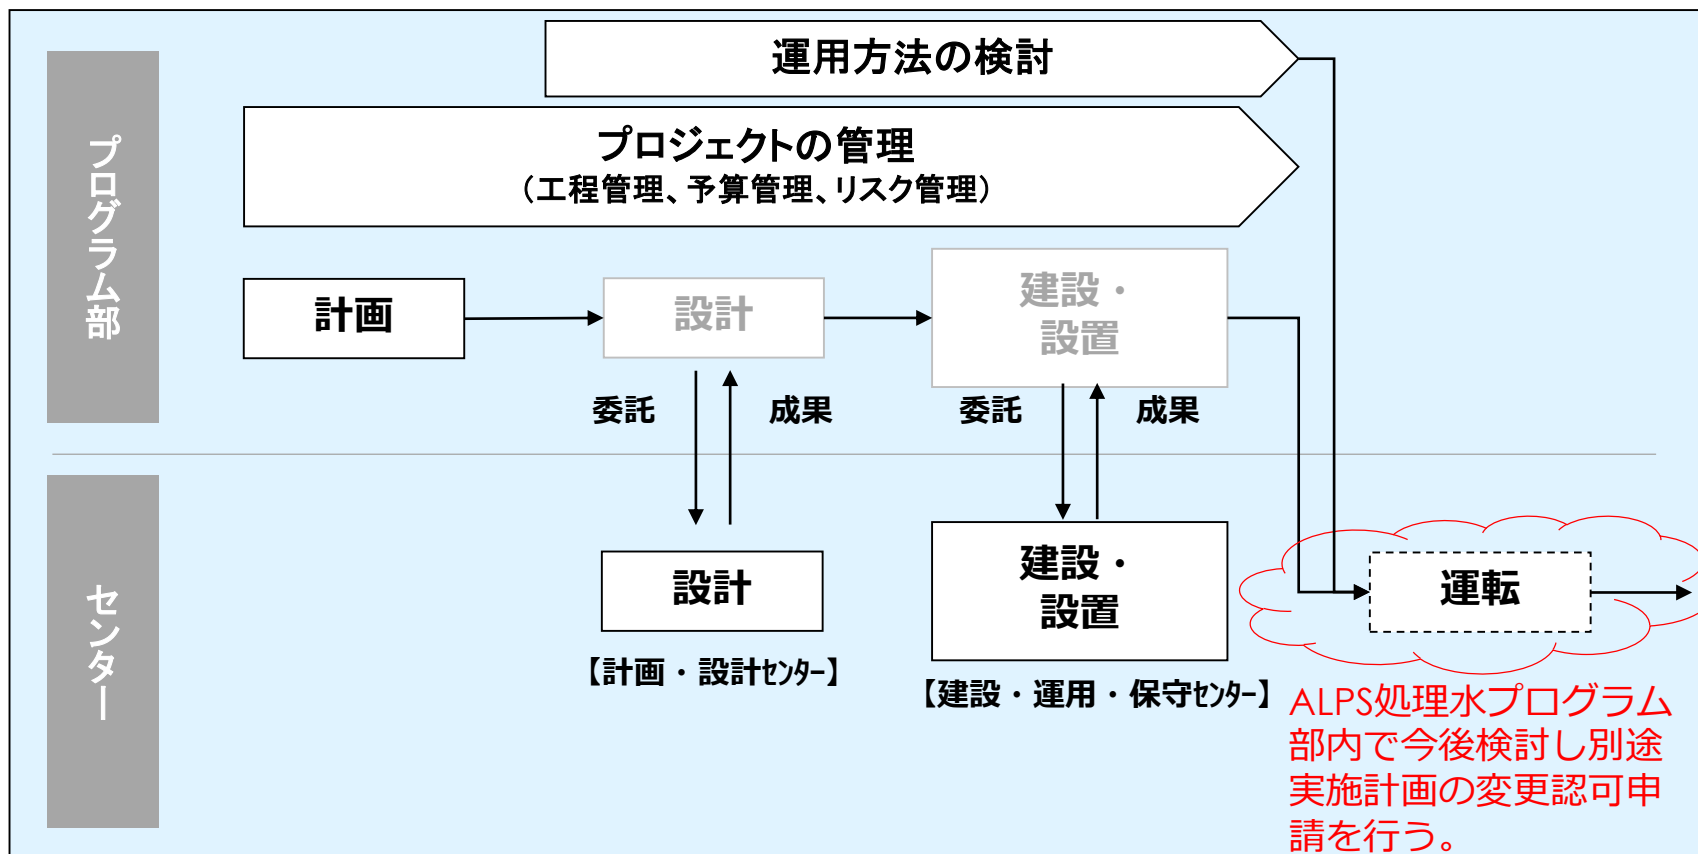 運用方法の検討
プロジェクトの管理
（工程管理、予算管理、リスク管理）
プログラム部
計画
設計
建設・
設置
委託
成果
委託
成果
センター
設計
【計画・設計ｾﾝﾀｰ】
建設・
設置
【建設・運用・保守ｾﾝﾀｰ】
運転
ALPS処理水プログラム
部内で今後検討し別途
実施計画の変更認可申
請を行う。